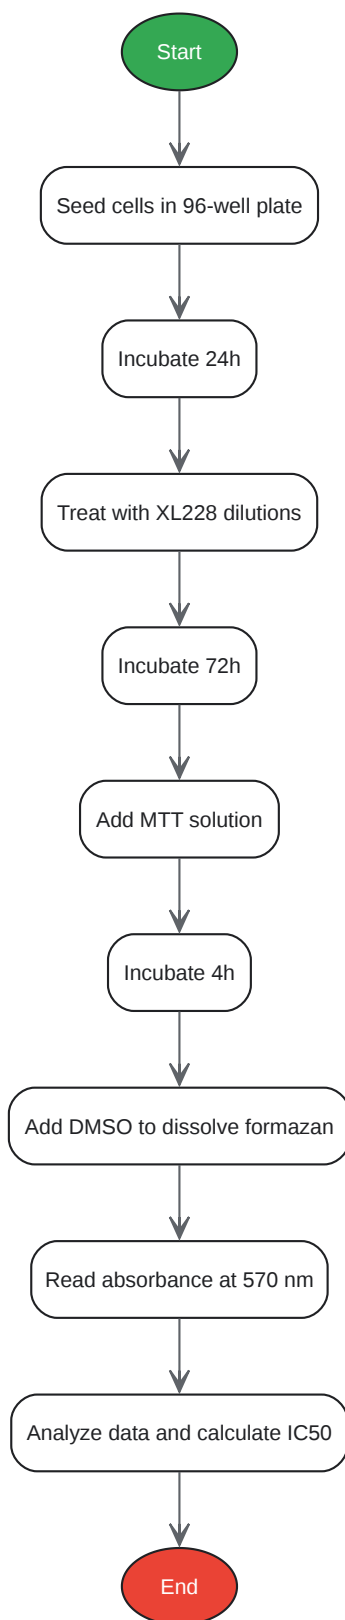 Start
Seed cells in 96-well plate
Incubate 24h
Treat with XL228 dilutions
Incubate 72h
Add MTT solution
Incubate 4h
Add DMSO to dissolve formazan
Read absorbance at 570 nm
Analyze data and calculate IC50
End